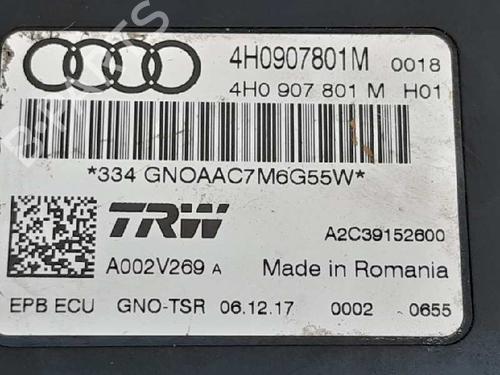 4H0907801M 0018
4H0 907 801 M H01
*334 GNOAAC7M6G55W*
TRW A2C39152600
A002V269 A Made in Romania
EPB ECU GNO-TSR 06.12.17 0002 0655